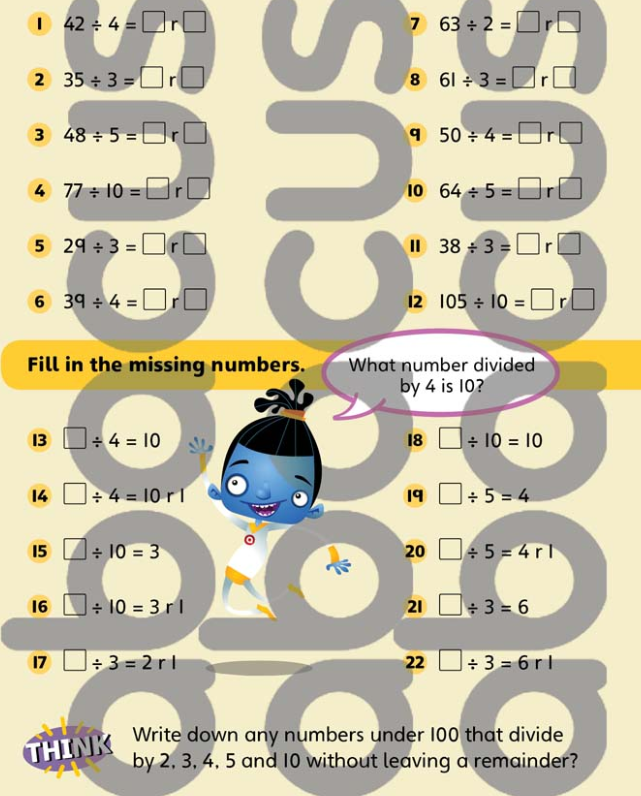 1 42 ÷ 4 = □ r □
2 35 ÷ 3 = □ r □
3 48 ÷ 5 = □ r □
4 77 ÷ 10 = □ r □
5 29 ÷ 3 = □ r □
6 39 ÷ 4 = □ r □
7 63 ÷ 2 = □ r □
8 61 ÷ 3 = □ r □
9 50 ÷ 4 = □ r □
10 64 ÷ 5 = □ r □
11 38 ÷ 3 = □ r □
12 105 ÷ 10 = □ r □
Fill in the missing numbers.
What number divided
by 4 is 10?
13 □ ÷ 4 = 10
14 □ ÷ 4 = 10 r 1
15 □ ÷ 10 = 3
16 □ ÷ 10 = 3 r 1
17 □ ÷ 3 = 2 r 1
18 □ ÷ 10 = 10
19 □ ÷ 5 = 4
20 □ ÷ 5 = 4 r 1
21 □ ÷ 3 = 6
22 □ ÷ 3 = 6 r 1
THINK
Write down any numbers under 100 that divide
by 2, 3, 4, 5 and 10 without leaving a remainder?
abacus
abacus
abacus